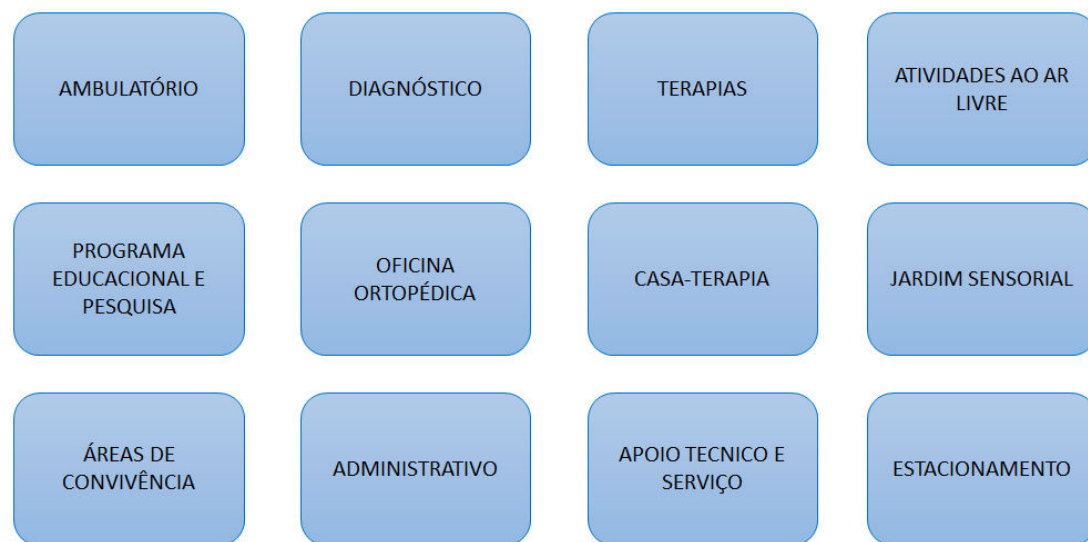 AMBULATÓRIO
DIAGNÓSTICO
TERAPIAS
ATIVIDADES AO AR
LIVRE
PROGRAMA
EDUCACIONAL E
PESQUISA
OFICINA
ORTOPÉDICA
CASA-TERAPIA
JARDIM SENSORIAL
ÁREAS DE
CONVIVÊNCIA
ADMINISTRATIVO
APOIO TECNICO E
SERVIÇO
ESTACIONAMENTO